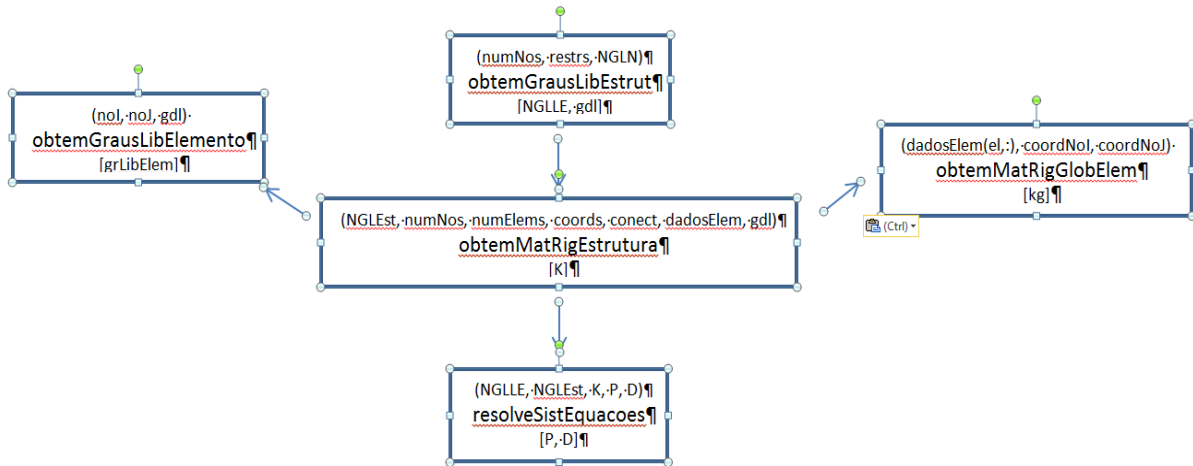 (numNos, restrs, NGLN)¶
obtemGrausLibEstrut¶
[NGLLE, gdl]¶
(noI, noJ, gdl)
obtemGrausLibElemento¶
[grLibElem]¶
(dadosElem(el,:), coordNoI, coordNoJ)
obtemMatRigGlobElem¶
[kg]¶
(Ctrl)
(NGLEst, numNos, numElems, coords, conect, dadosElem, gdl)¶
obtemMatRigEstrutura¶
[K]¶
(NGLLE, NGLEst, K, P, D)¶
resolveSistEquacoes¶
[P, D]¶